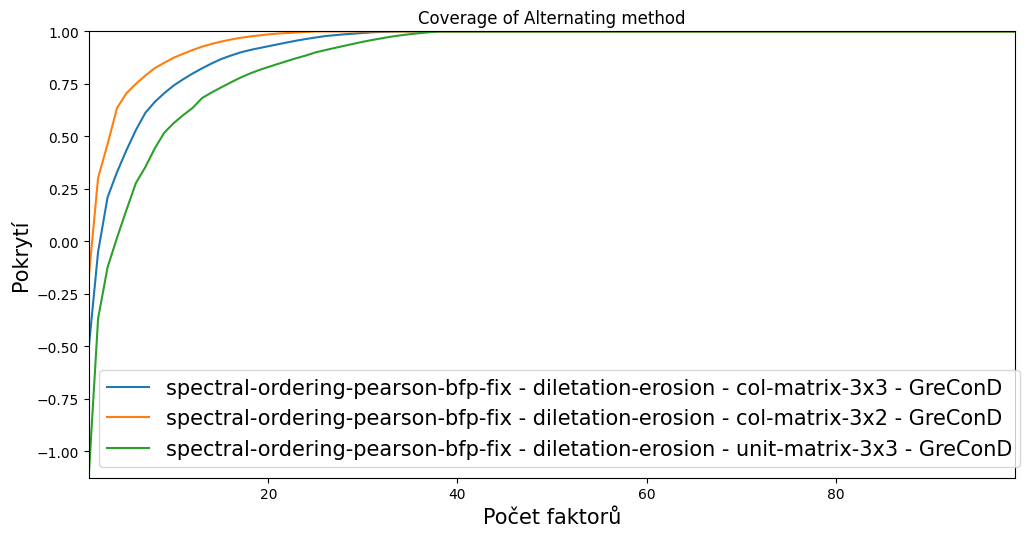 Coverage of Alternating method
1.00
0.75
0.50
0.25
0.00
−0.25
−0.50
−0.75
−1.00
Pokrytí
spectral-ordering-pearson-bfp-fix - diletation-erosion - col-matrix-3x3 - GreConD
spectral-ordering-pearson-bfp-fix - diletation-erosion - col-matrix-3x2 - GreConD
spectral-ordering-pearson-bfp-fix - diletation-erosion - unit-matrix-3x3 - GreConD
20 40 60 80
Počet faktorů